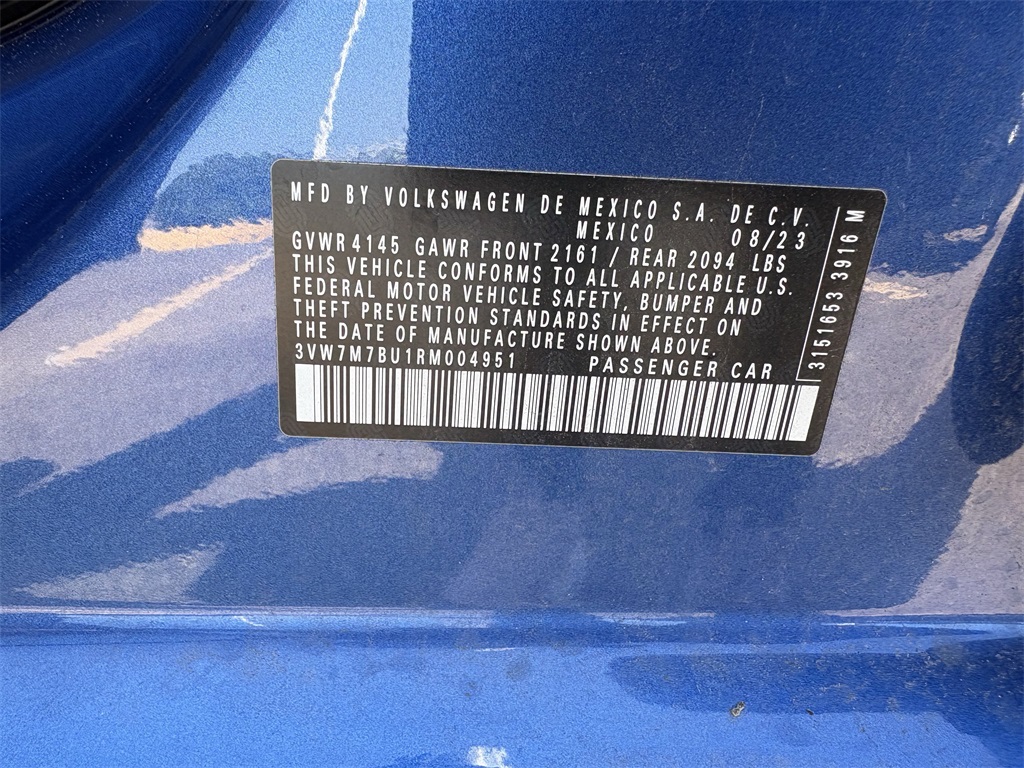 MFD BY VOLKSWAGEN DE MEXICO S.A. DE C.V.
MEXICO 08/23
GVWR 4145 GAWR FRONT 2161 / REAR 2094 LBS
THIS VEHICLE CONFORMS TO ALL APPLICABLE U.S.
FEDERAL MOTOR VEHICLE SAFETY, BUMPER AND
THEFT PREVENTION STANDARDS IN EFFECT ON
THE DATE OF MANUFACTURE SHOWN ABOVE.
3VW7M7BU1RM004951 PASSENGER CAR
3151653 3916 M